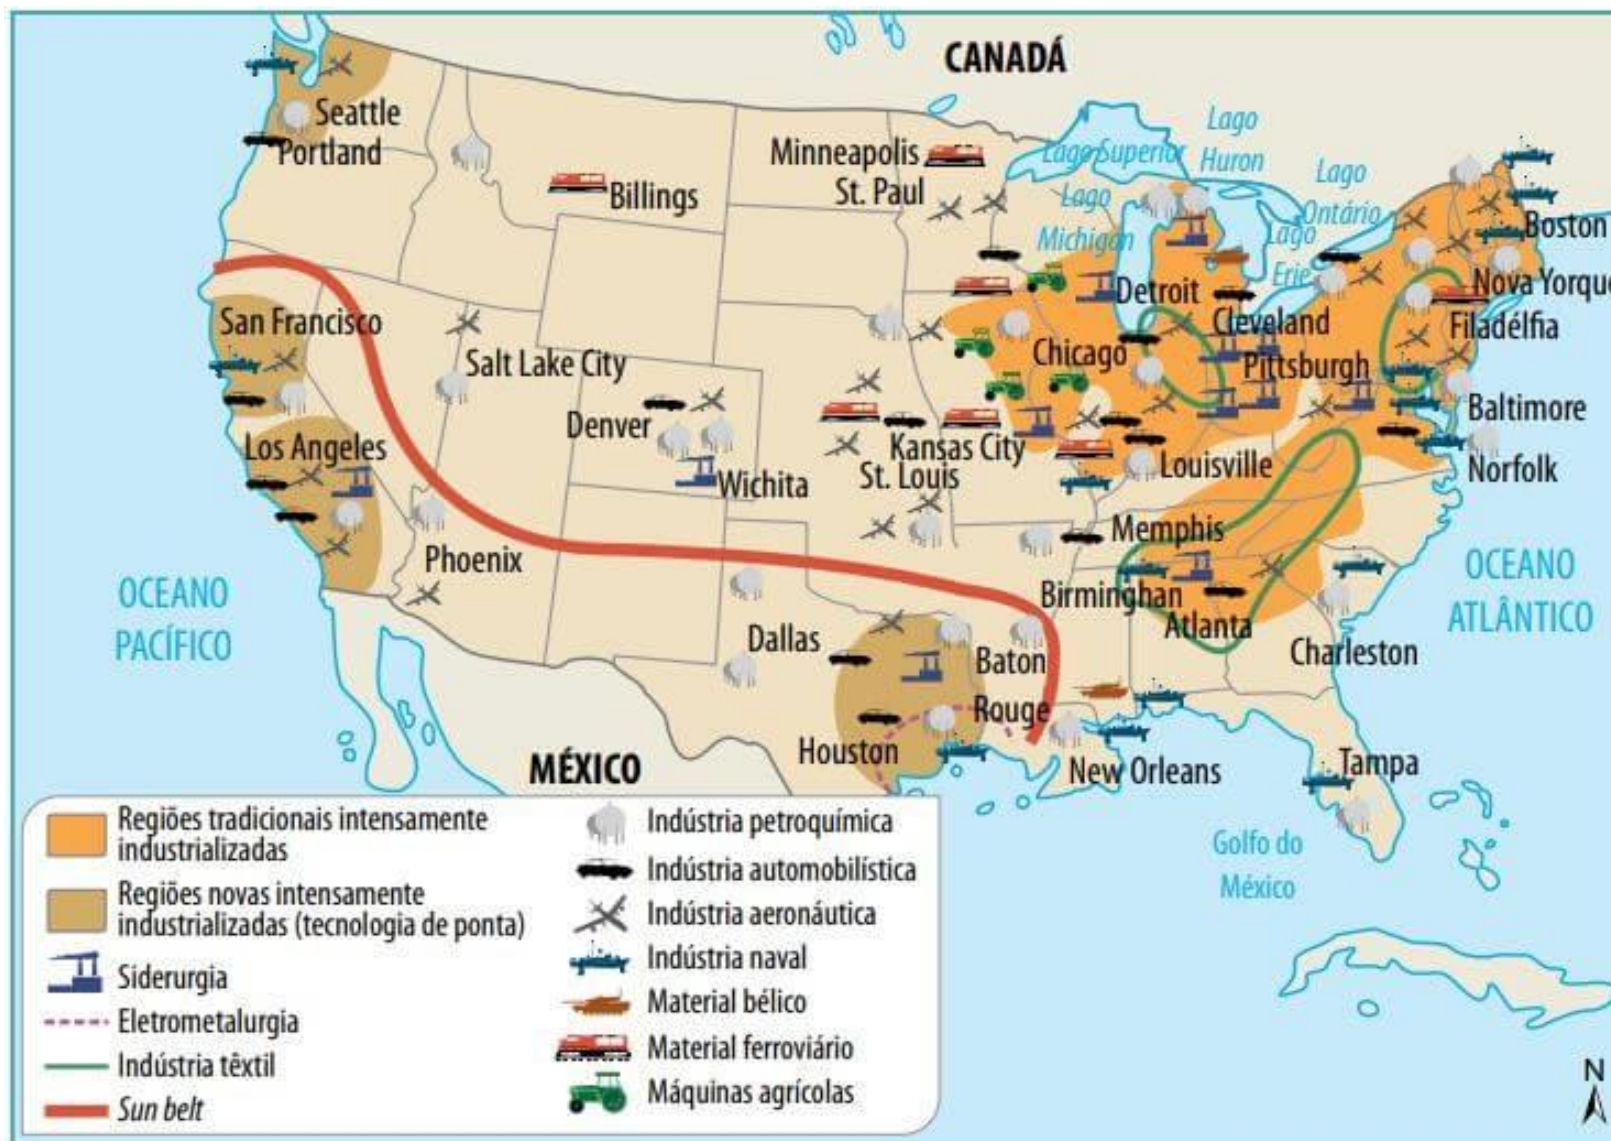 CANADÁ
Seattle
Portland
Billings
Minneapolis
St. Paul
Lago Superior
Lago
Huron
Lago
Michigan
Lago
Ontário
Lago
Erie
Boston
Nova Yorque
Filadélfia
Detroit
Cleveland
Pittsburgh
Chicago
San Francisco
Salt Lake City
Denver
Kansas City
St. Louis
Wichita
Louisville
Baltimore
Norfolk
Los Angeles
Phoenix
Memphis
Birminghan
Atlanta
Charleston
OCEANO
PACÍFICO
OCEANO
ATLÂNTICO
Dallas
Baton
Rouge
Houston
New Orleans
Tampa
MÉXICO
Golfo do
México
Regiões tradicionais intensamente
industrializadas
Regiões novas intensamente
industrializadas (tecnologia de ponta)
Siderurgia
Eletrometalurgia
Indústria têxtil
Sun belt
Indústria petroquímica
Indústria automobilística
Indústria aeronáutica
Indústria naval
Material bélico
Material ferroviário
Máquinas agrícolas
N